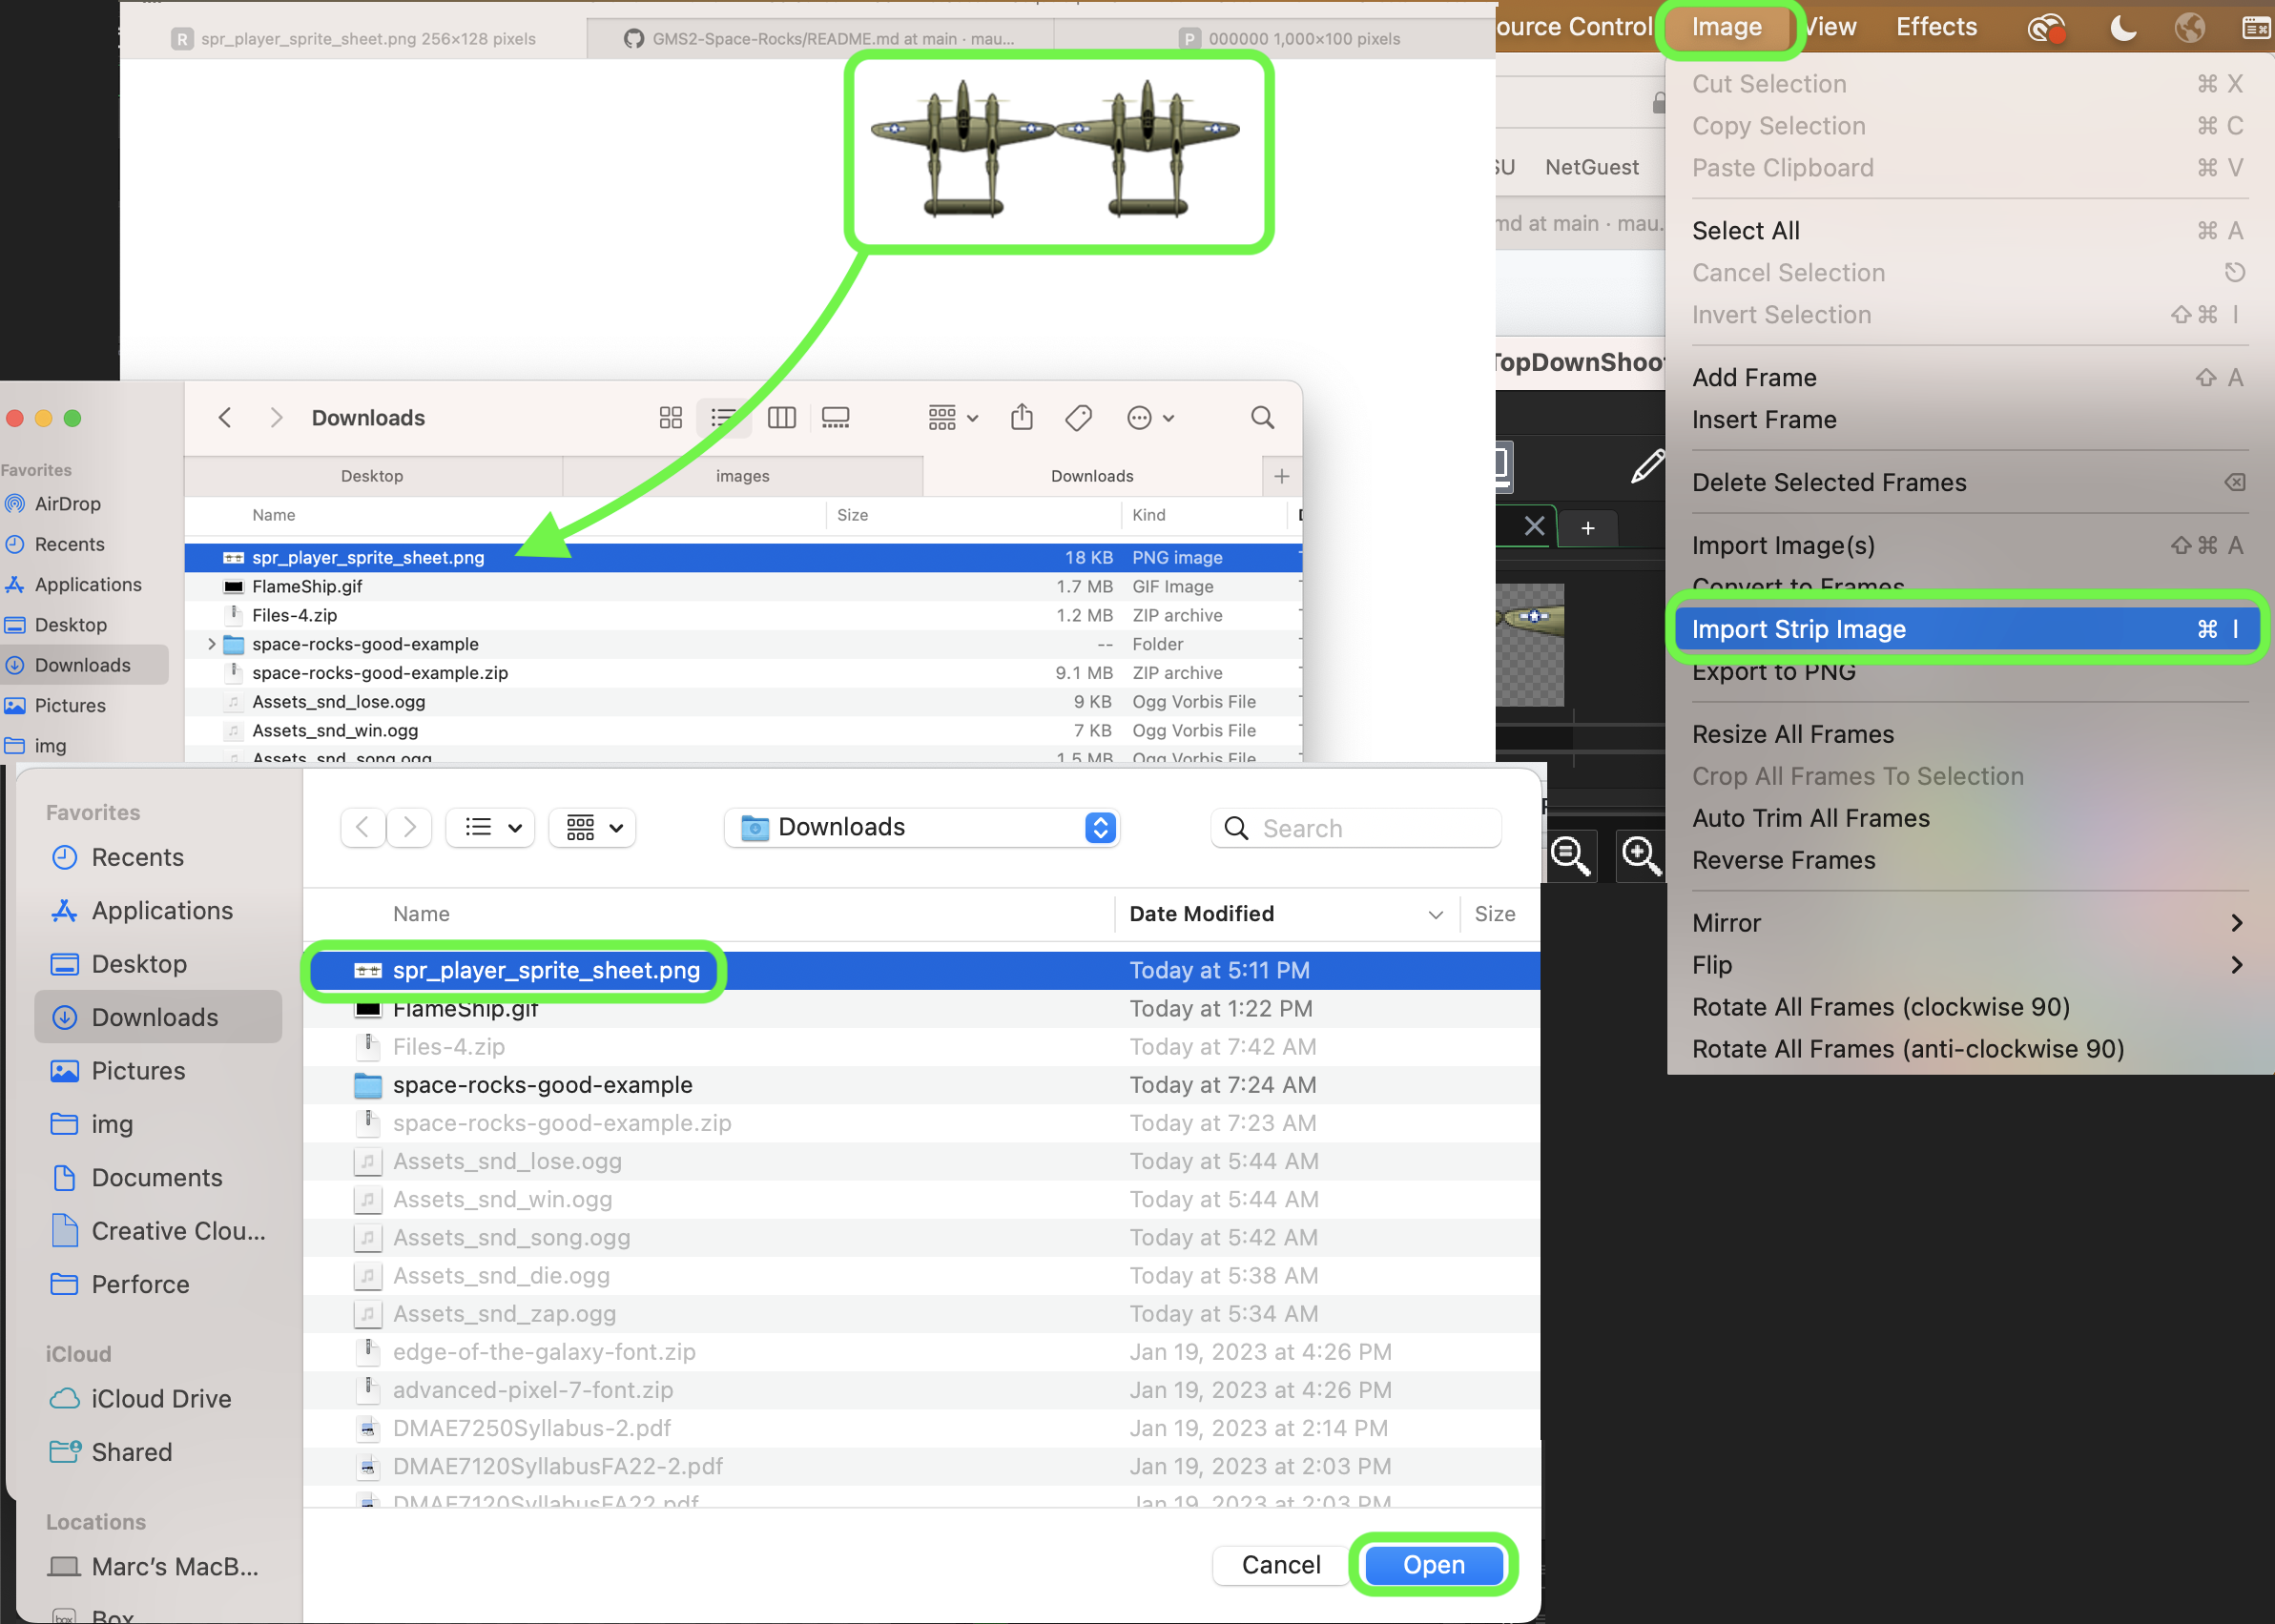 spr_player_sprite_sheet.png 256×128 pixels
GMS2-Space-Rocks/README.md at main · mau...
000000 1,000×100 pixels
Downloads
Desktop
images
Downloads
Name
Size
Kind
Favorites
AirDrop
Recents
Applications
Desktop
Downloads
Pictures
img
spr_player_sprite_sheet.png 18 KB PNG image
FlameShip.gif 1.7 MB GIF Image
Files-4.zip 1.2 MB ZIP archive
space-rocks-good-example -- Folder
space-rocks-good-example.zip 9.1 MB ZIP archive
Assets_snd_lose.ogg 9 KB Ogg Vorbis File
Assets_snd_win.ogg 7 KB Ogg Vorbis File
Assets_snd_song.ogg 1.5 MB Ogg Vorbis File
ource Control
Image
View
Effects
SU
NetGuest
md at main · mau.
TopDownShoot
Cut Selection ⌘ X
Copy Selection ⌘ C
Paste Clipboard ⌘ V
Select All ⌘ A
Cancel Selection
Invert Selection ⇧⌘ I
Add Frame ⇧ A
Insert Frame
Delete Selected Frames
Import Image(s) ⇧⌘ A
Convert to Frames
Import Strip Image ⌘ I
Export to PNG
Resize All Frames
Crop All Frames To Selection
Auto Trim All Frames
Reverse Frames
Mirror
Flip
Rotate All Frames (clockwise 90)
Rotate All Frames (anti-clockwise 90)
Favorites
Recents
Applications
Desktop
Downloads
Pictures
img
Documents
Creative Clou...
Perforce
iCloud
iCloud Drive
Shared
Locations
Marc's MacB...
Box
Downloads
Search
Name
Date Modified
Size
spr_player_sprite_sheet.png Today at 5:11 PM
FlameShip.gif Today at 1:22 PM
Files-4.zip Today at 7:42 AM
space-rocks-good-example Today at 7:24 AM
space-rocks-good-example.zip Today at 7:23 AM
Assets_snd_lose.ogg Today at 5:44 AM
Assets_snd_win.ogg Today at 5:44 AM
Assets_snd_song.ogg Today at 5:42 AM
Assets_snd_die.ogg Today at 5:38 AM
Assets_snd_zap.ogg Today at 5:34 AM
edge-of-the-galaxy-font.zip Jan 19, 2023 at 4:26 PM
advanced-pixel-7-font.zip Jan 19, 2023 at 4:26 PM
DMAE7250Syllabus-2.pdf Jan 19, 2023 at 2:14 PM
DMAE7120SyllabusFA22-2.pdf Jan 19, 2023 at 2:03 PM
DMAE7120SyllabusFA22.pdf Jan 19, 2023 at 2:03 PM
Cancel
Open